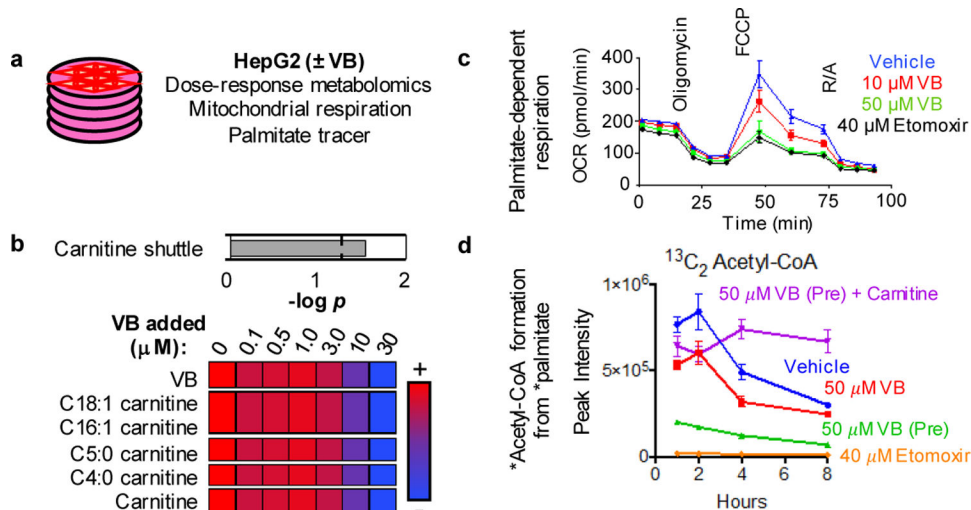 a
HepG2 (± VB)
Dose-response metabolomics
Mitochondrial respiration
Palmitate tracer
b
Carnitine shuttle
0 1 2
-log p
VB added
(μM):
0 0.1 0.5 1.0 3.0 10 30
VB
C18:1 carnitine
C16:1 carnitine
C5:0 carnitine
C4:0 carnitine
Carnitine
+
–
c
Palmitate-dependent
respiration
OCR (pmol/min)
400
300
200
100
0
0 25 50 75 100
Time (min)
Oligomycin
FCCP
R/A
Vehicle
10 μM VB
50 μM VB
40 μM Etomoxir
d
*Acetyl-CoA formation
from *palmitate
Peak Intensity
¹³C₂ Acetyl-CoA
1×10⁶
5×10⁵
0
0 2 4 6 8
Hours
50 μM VB (Pre) + Carnitine
Vehicle
50 μM VB
50 μM VB (Pre)
40 μM Etomoxir